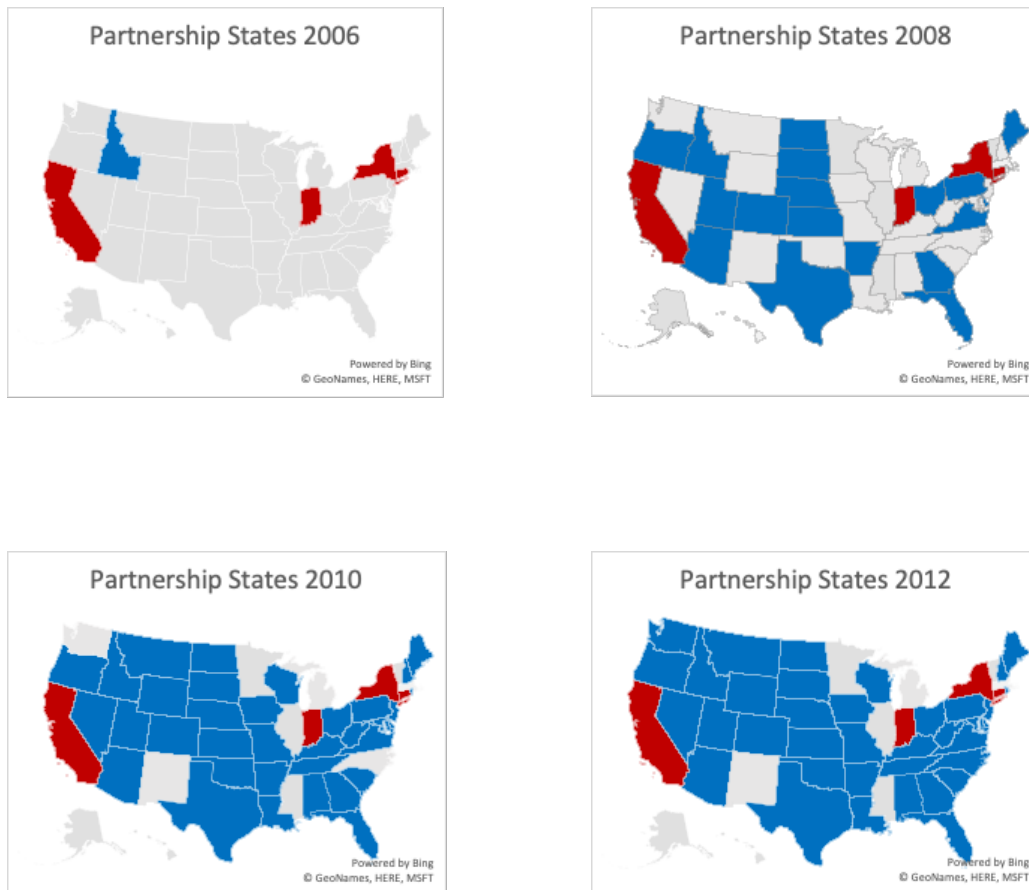 Partnership States 2006
Powered by Bing
© GeoNames, HERE, MSFT
Partnership States 2008
Powered by Bing
© GeoNames, HERE, MSFT
Partnership States 2010
Powered by Bing
© GeoNames, HERE, MSFT
Partnership States 2012
Powered by Bing
© GeoNames, HERE, MSFT